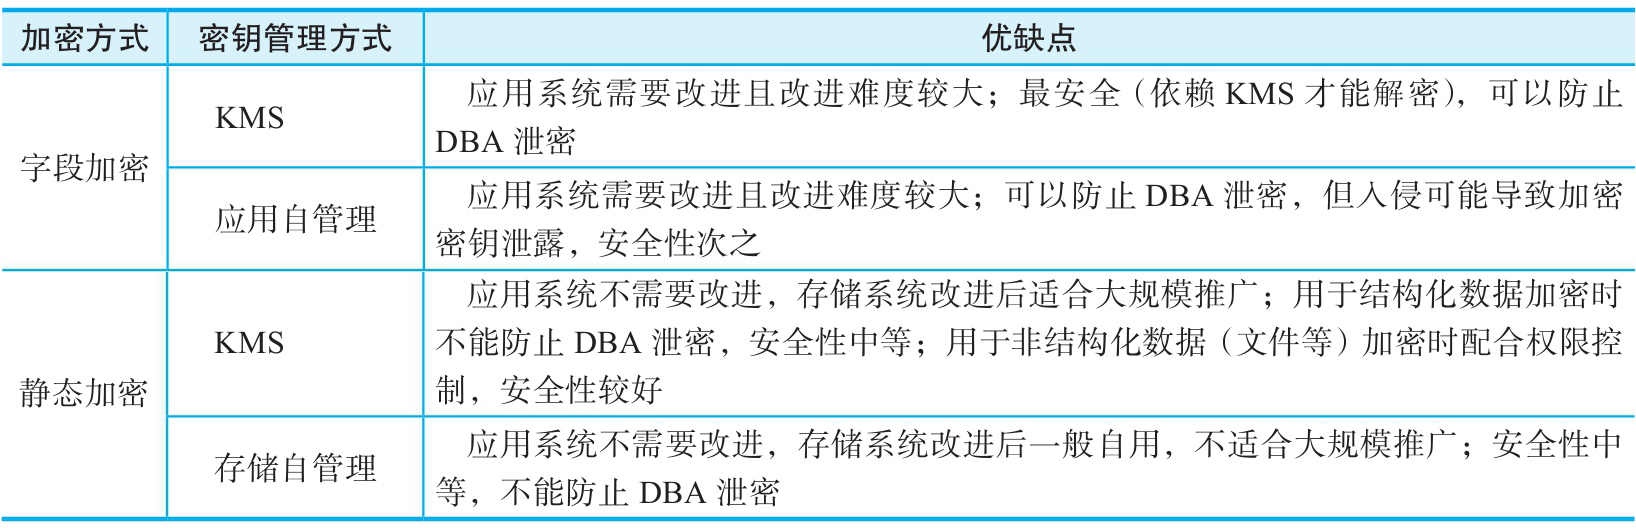 加密方式 密钥管理方式 优缺点
字段加密
KMS
应用系统需要改进且改进难度较大；最安全（依赖 KMS 才能解密），可以防止
DBA 泄密
应用自管理
应用系统需要改进且改进难度较大；可以防止 DBA 泄密，但入侵可能导致加密
密钥泄露，安全性次之
静态加密
KMS
应用系统不需要改进，存储系统改进后适合大规模推广；用于结构化数据加密时
不能防止 DBA 泄密，安全性中等；用于非结构化数据（文件等）加密时配合权限控
制，安全性较好
存储自管理
应用系统不需要改进，存储系统改进后一般自用，不适合大规模推广；安全性中
等，不能防止 DBA 泄密